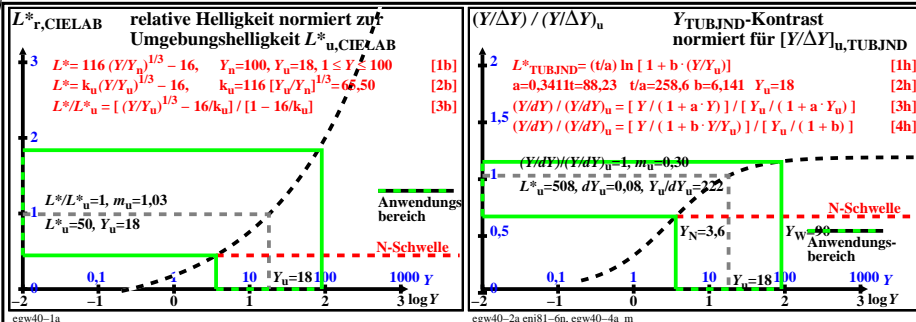 L*r,CIELAB relative Helligkeit normiert zur
Umgebungshelligkeit L*u,CIELAB
L*= 116 (Y/Yn)1/3 − 16, Yn=100, Yu=18, 1 ≤ Y ≤ 100 [1b]
L*= ku(Y/Yu)1/3 − 16, ku=116 [Yu/Yn]1/3=65,50 [2b]
L*/L*u = [ (Y/Yu)1/3 − 16/ku ] / [1 − 16/ku ] [3b]
3
2
L*/L*u=1, mu=1,03
1
L*u=50, Yu=18
Anwendungs
bereich
N-Schwelle
Yu=18
0 0,1 1 10 100 1000 Y
−2 −1 0 1 2 3 log Y
egw40−1a
(Y/ΔY) / (Y/ΔY)u YTUBJND-Kontrast
normiert für [Y/ΔY]u,TUBJND
L*TUBJND= (t/a) ln [ 1 + b · (Y/Yu) ] [1h]
a=0,3411t=88,23 t/a=258,6 b=6,141 Yu=18 [2h]
(Y/dY) / (Y/dY)u = [ Y / ( 1 + a · Y) ] / [ Yu / ( 1 + a · Yu ) ] [3h]
(Y/dY) / (Y/dY)u = [ Y / ( 1 + b · Y/Yu ) ] / [ Yu / ( 1 + b) ] [4h]
2
1,5
(Y/dY)/(Y/dY)u=1, mu=0,30
1
L*u=508, dYu=0,08, Yu/dYu=222
N-Schwelle
0,5
YN=3,6 YW=90
Anwendungs-
bereich
Yu=18
0 0,1 1 10 100 1000 Y
−2 −1 0 1 2 3 log Y
egw40−2a eni81−6n, egw40−4a_m